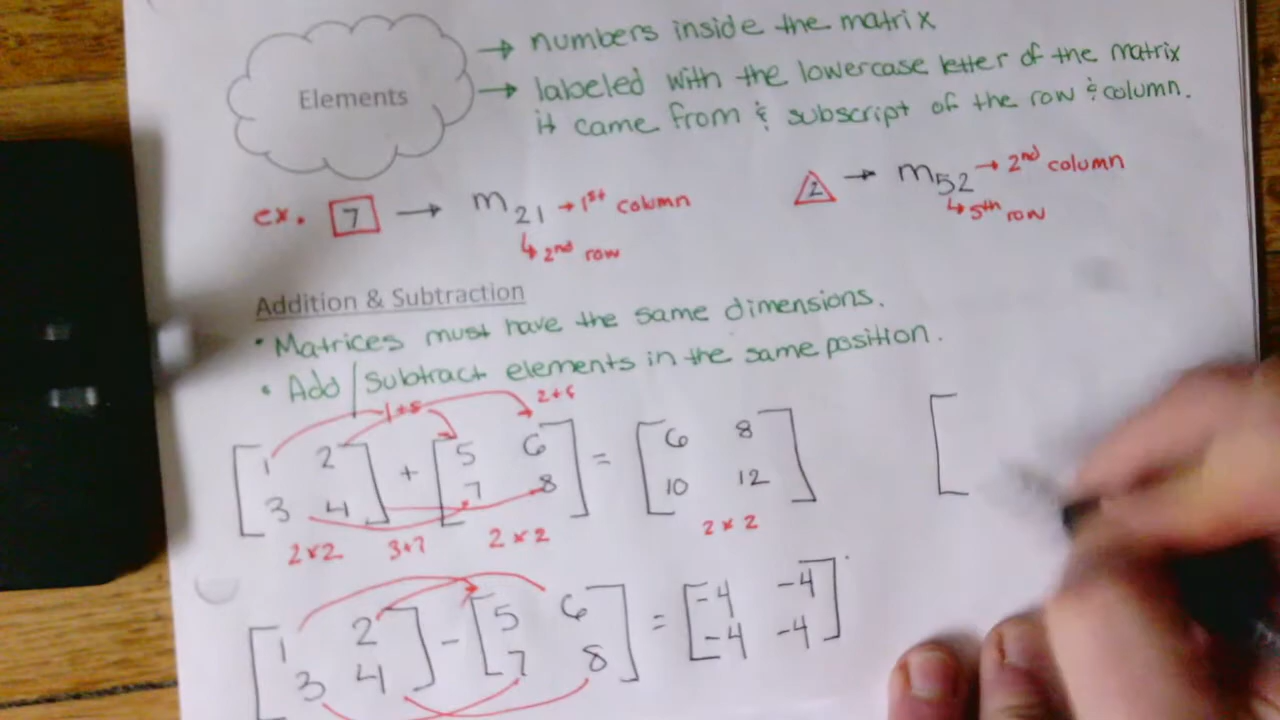 Elements
→ numbers inside the matrix
→ labeled with the lowercase letter of the matrix
it came from & subscript of the row & column.
ex. 7 → m21 → 1st column
↳ 2nd row
2 → m52 → 2nd column
↳ 5th row
Addition & Subtraction
• Matrices must have the same dimensions.
• Add/Subtract elements in the same position.
1+5 2+6
[1 2] + [5 6] = [6 8] [
[3 4] [7 8] [10 12]
2×2 3+7 2×2 2×2
[1 2] - [5 6] = [-4 -4]
[3 4] [7 8] [-4 -4]